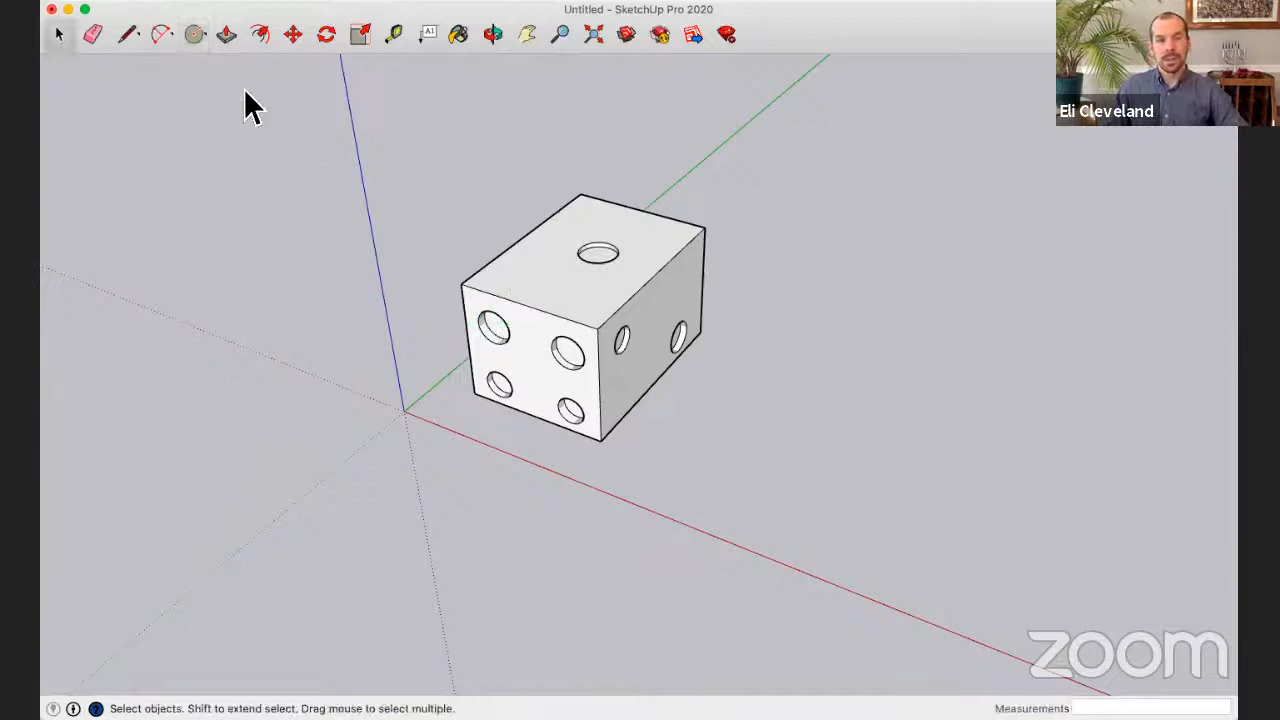 Untitled - SketchUp Pro 2020
A1
Eli Cleveland
zoom
Select objects. Shift to extend select. Drag mouse to select multiple.
Measurements